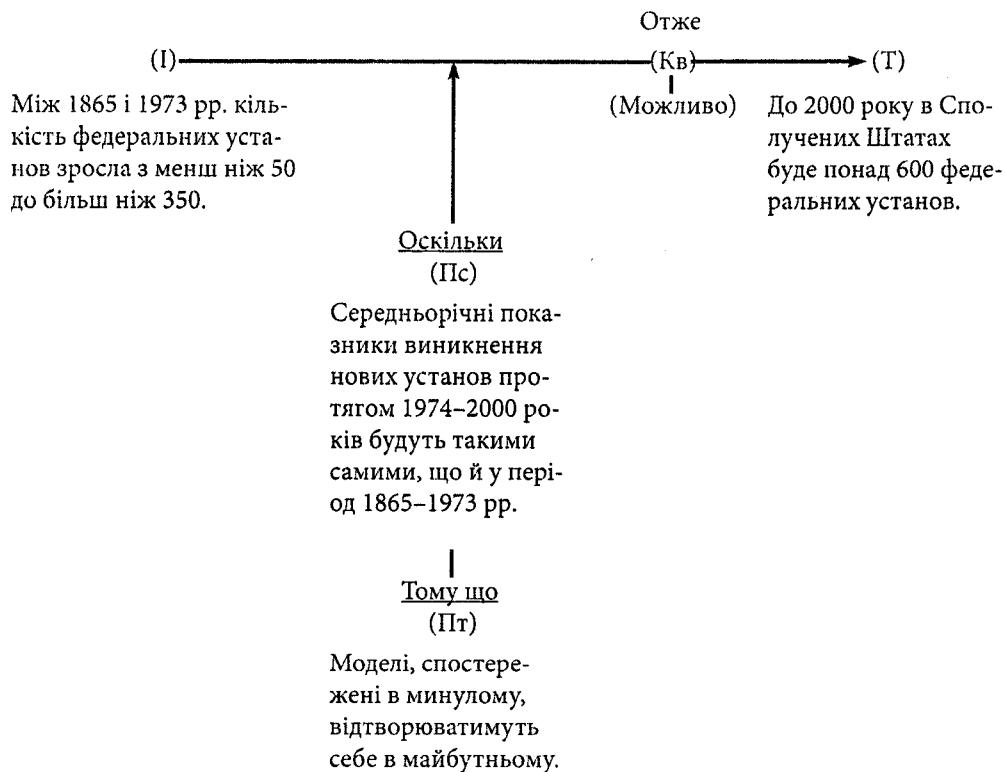 Отже
(І) (Кв) (Т)
(Можливо)
Між 1865 і 1973 рр. кіль-
кість федеральних уста-
нов зросла з менш ніж 50
до більш ніж 350.
До 2000 року в Спо-
лучених Штатах
буде понад 600 феде-
ральних установ.
Оскільки
(Пс)
Середньорічні пока-
зники виникнення
нових установ про-
тягом 1974–2000 ро-
ків будуть такими
самими, що й у пері-
од 1865–1973 рр.
Тому що
(Пт)
Моделі, спостере-
жені в минулому,
відтворюватимуть
себе в майбутньому.